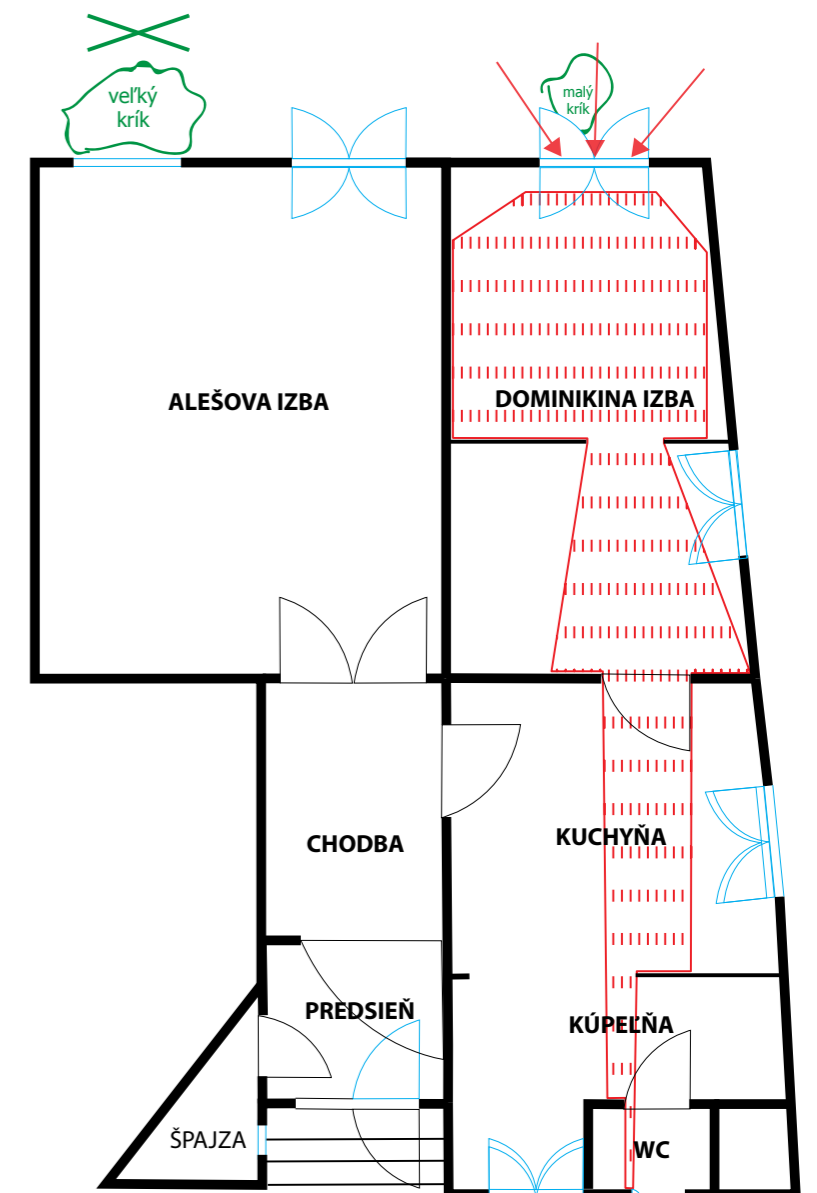 veľký
krík
malý
krík
ALEŠOVA IZBA
DOMINIKINA IZBA
CHODBA
KUCHYŇA
PREDSIEŇ
KÚPEĽŇA
ŠPAJZA
WC